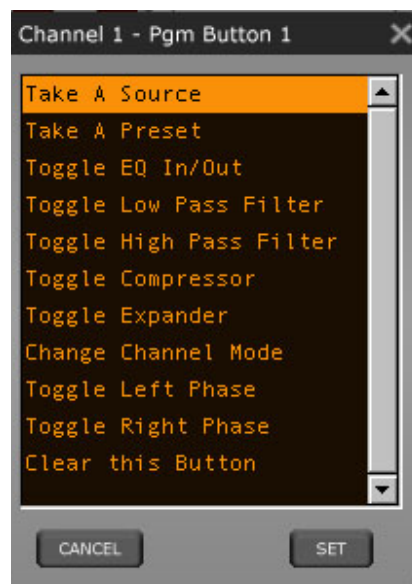 Channel 1 - Pgm Button 1
Take A Source
Take A Preset
Toggle EQ In/Out
Toggle Low Pass Filter
Toggle High Pass Filter
Toggle Compressor
Toggle Expander
Change Channel Mode
Toggle Left Phase
Toggle Right Phase
Clear this Button
CANCEL SET